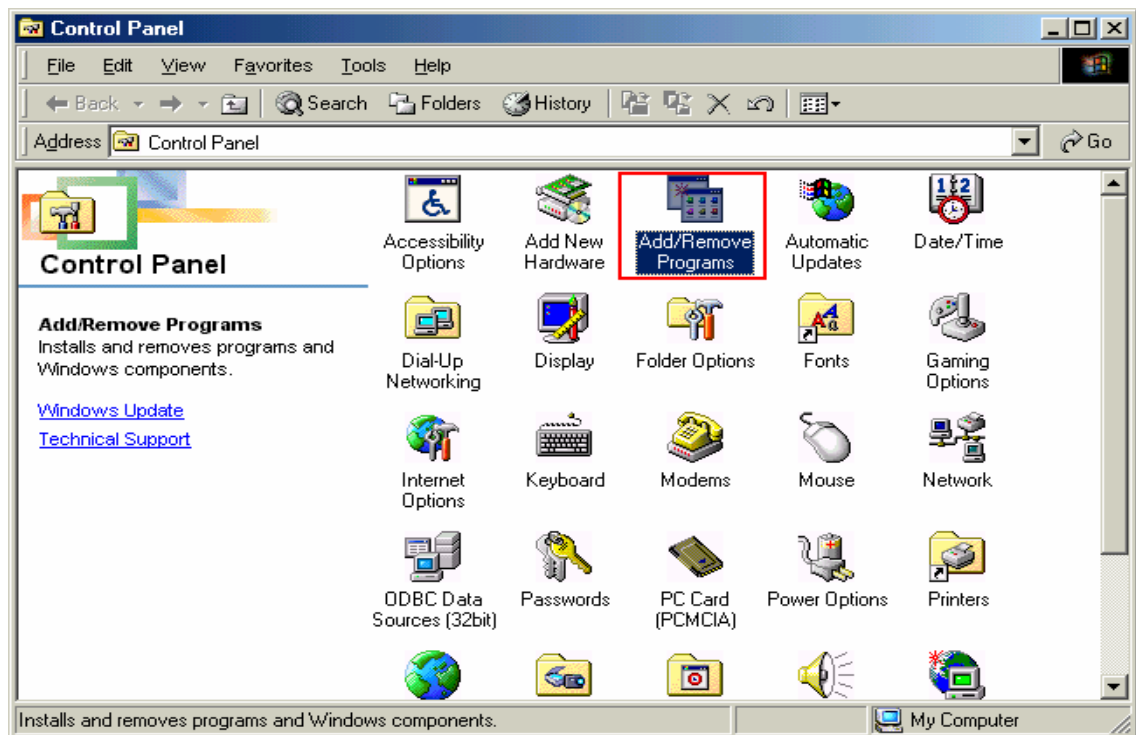 Control Panel
File Edit View Favorites Tools Help
Back Search Folders History
Address Control Panel Go
Control Panel
Add/Remove Programs
Installs and removes programs and
Windows components.
Windows Update
Technical Support
Accessibility
Options
Add New
Hardware
Add/Remove
Programs
Automatic
Updates
Date/Time
Dial-Up
Networking
Display
Folder Options
Fonts
Gaming
Options
Internet
Options
Keyboard
Modems
Mouse
Network
ODBC Data
Sources (32bit)
Passwords
PC Card
(PCMCIA)
Power Options
Printers
Installs and removes programs and Windows components.
My Computer